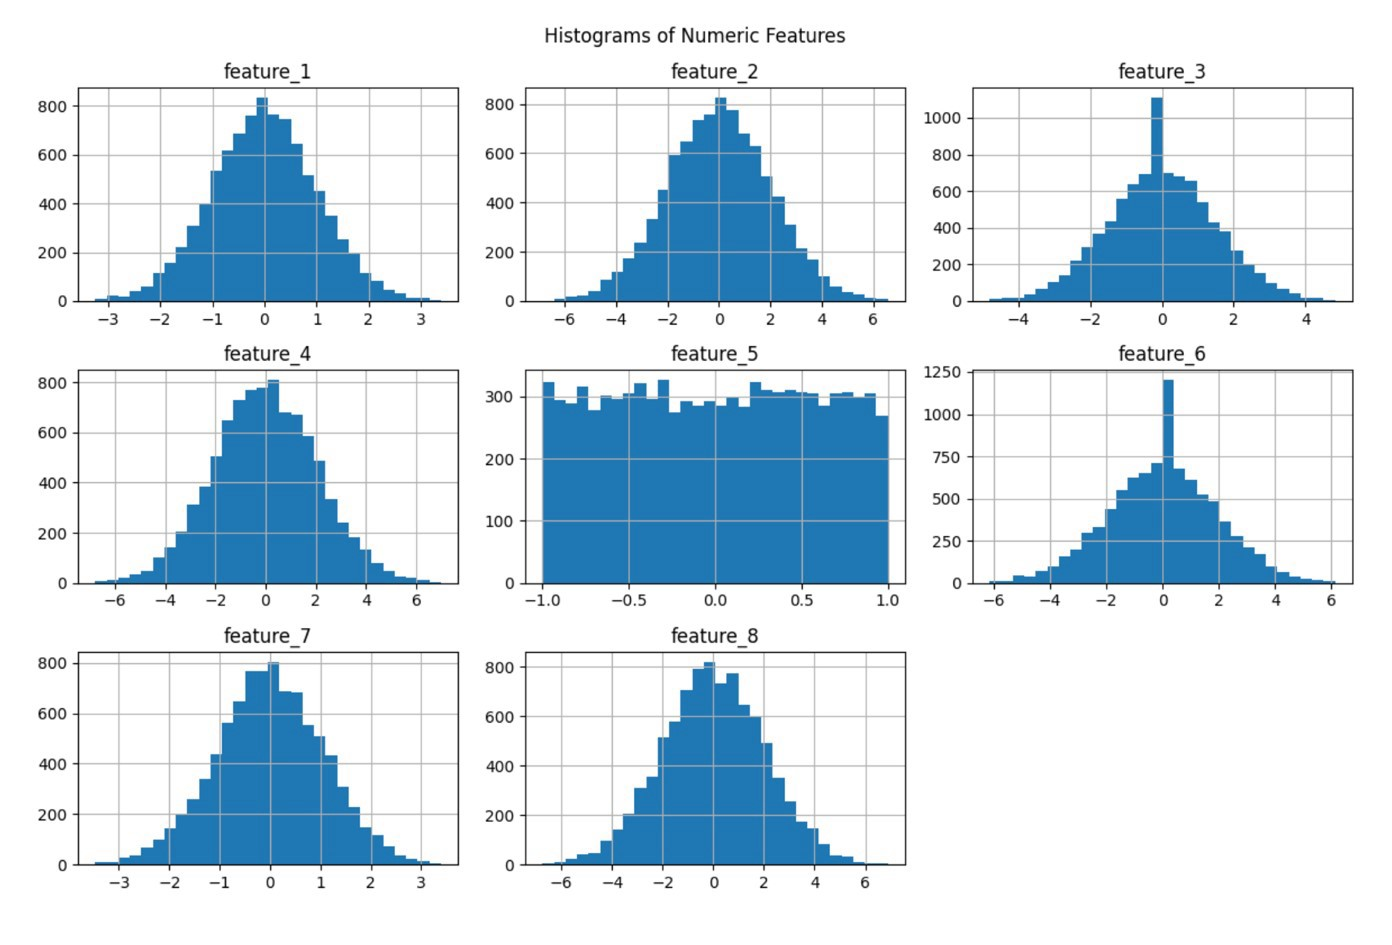 Histograms of Numeric Features
feature_1
800
600
400
200
0
−3 −2 −1 0 1 2 3
feature_2
800
600
400
200
0
−6 −4 −2 0 2 4 6
feature_3
1000
800
600
400
200
0
−4 −2 0 2 4
feature_4
800
600
400
200
0
−6 −4 −2 0 2 4 6
feature_5
300
200
100
0
−1.0 −0.5 0.0 0.5 1.0
feature_6
1250
1000
750
500
250
0
−6 −4 −2 0 2 4 6
feature_7
800
600
400
200
0
−3 −2 −1 0 1 2 3
feature_8
800
600
400
200
0
−6 −4 −2 0 2 4 6